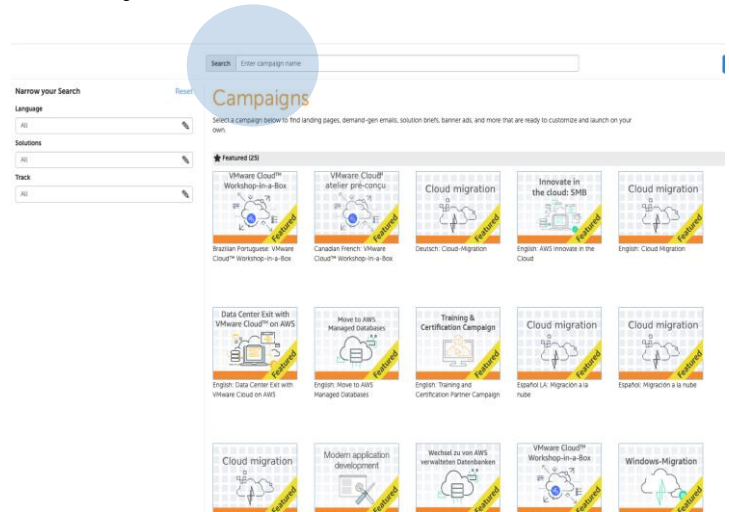 Search Enter campaign name
Narrow your Search Reset
Language
All
Solutions
All
Track
All
Campaigns
Select a campaign below to find landing pages, demand-gen emails, solution briefs, banner ads, and more that are ready to customize and launch on your
own.
Featured (25)
VMware Cloud™
Workshop-in-a-Box
Featured
Brazilian Portuguese: VMware
Cloud™ Workshop-in-a-Box
VMware Cloud™
atelier pré-conçu
Featured
Canadian French: VMware
Cloud™ Workshop-in-a-Box
Cloud migration
Featured
Deutsch: Cloud-Migration
Innovate in
the cloud: SMB
Featured
English: AWS Innovate in the
Cloud
Cloud migration
Featured
English: Cloud Migration
Data Center Exit with
VMware Cloud™ on AWS
Featured
English: Data Center Exit with
VMware Cloud on AWS
Move to AWS
Managed Databases
Featured
English: Move to AWS
Managed Databases
Training &
Certification Campaign
Featured
English: Training and
Certification Partner Campaign
Cloud migration
Featured
Español LA: Migración a la
nube
Cloud migration
Featured
Español: Migración a la nube
Cloud migration
Featured
Modern application
development
Featured
Wechsel zu von AWS
verwalteten Datenbanken
Featured
VMware Cloud™
Workshop-in-a-Box
Featured
Windows-Migration
Featured